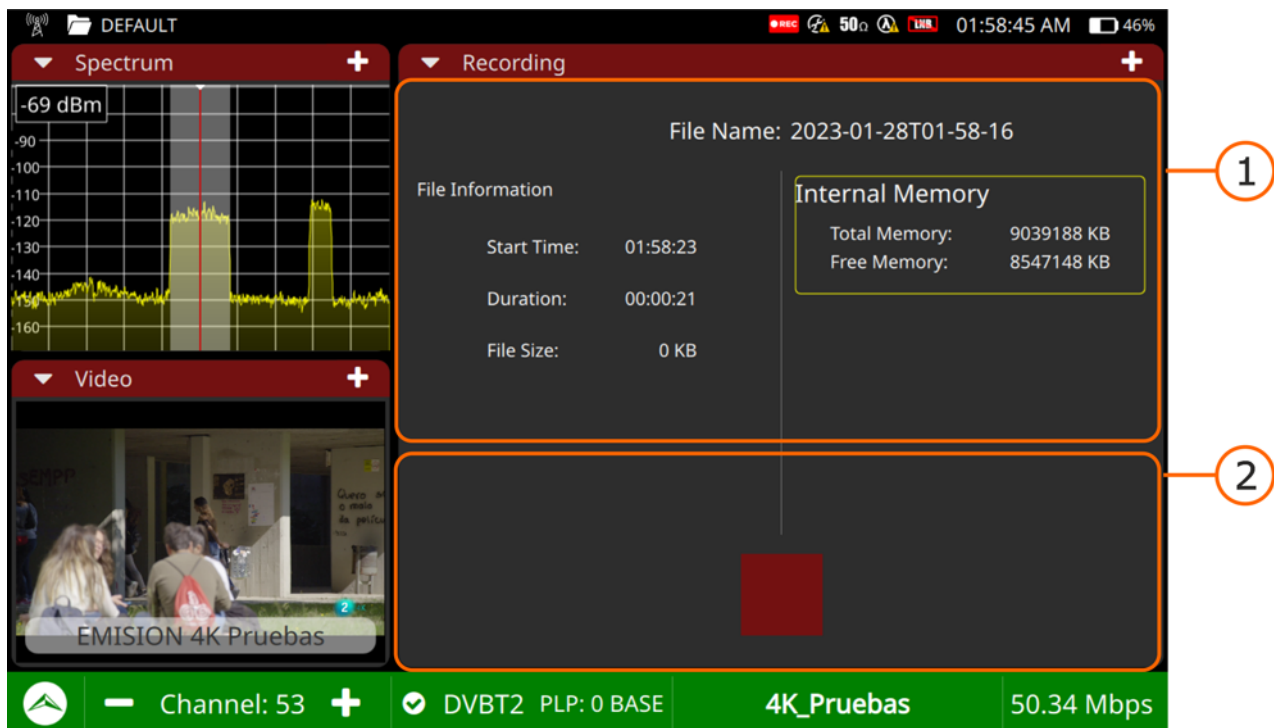 DEFAULT
REC 50Ω LNB 01:58:45 AM 46%
Spectrum
-69 dBm
-90
-100
-110
-120
-130
-140
-150
-160
Video
SEMPP
EMISION 4K Pruebas
Recording
File Name: 2023-01-28T01-58-16
File Information
Start Time: 01:58:23
Duration: 00:00:21
File Size: 0 KB
Internal Memory
Total Memory: 9039188 KB
Free Memory: 8547148 KB
1
2
Channel: 53
DVBT2 PLP: 0 BASE
4K_Pruebas
50.34 Mbps